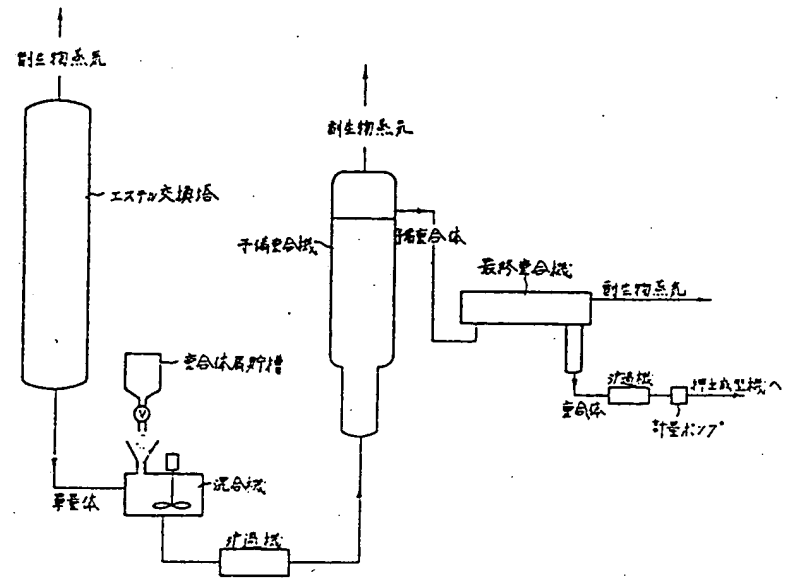 副生物蒸気
副生物蒸気
エステル交換塔
予備重合機
予備重合体
最終重合機
副生物蒸気
重合体屑貯槽
V
濾過機
押出成型機へ
重合体
計量ポンプ
混合機
単量体
濾過機